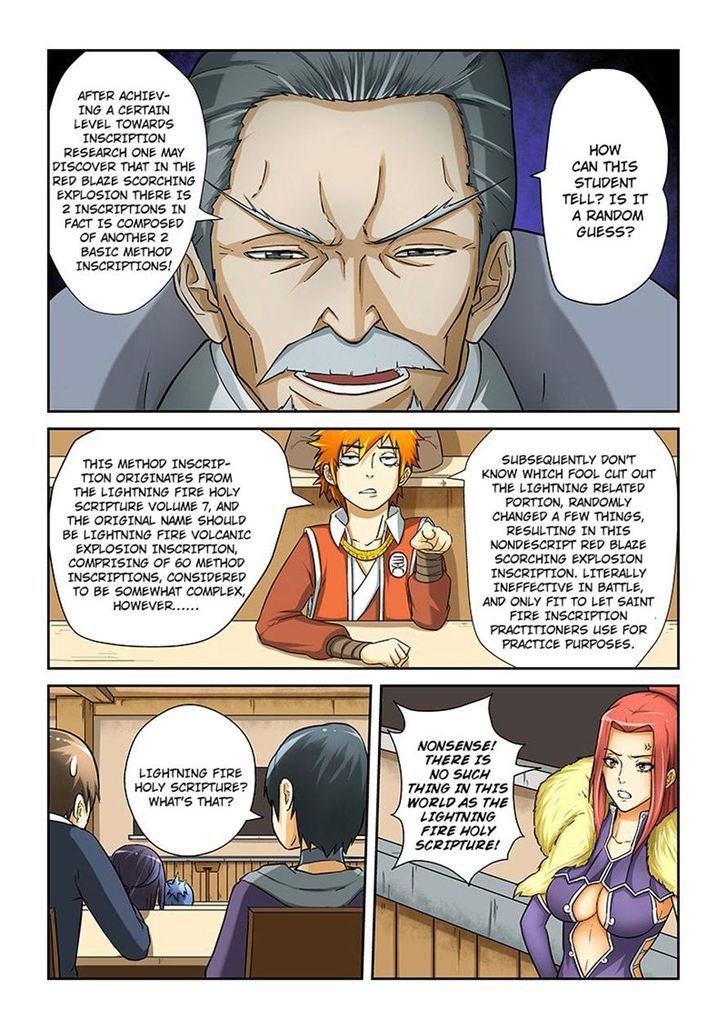 AFTER ACHIEV-
ING A CERTAIN
LEVEL TOWARDS
INSCRIPTION
RESEARCH ONE MAY
DISCOVER THAT IN THE
RED BLAZE SCORCHING
EXPLOSION THERE IS
2 INSCRIPTIONS IN
FACT IS COMPOSED
OF ANOTHER 2
BASIC METHOD
INSCRIPTIONS!
HOW
CAN THIS
STUDENT
TELL? IS IT
A RANDOM
GUESS?
THIS METHOD INSCRIP-
TION ORIGINATES FROM
THE LIGHTNING FIRE HOLY
SCRIPTURE VOLUME 7, AND
THE ORIGINAL NAME SHOULD
BE LIGHTNING FIRE VOLCANIC
EXPLOSION INSCRIPTION,
COMPRISING OF 60 METHOD
INSCRIPTIONS, CONSIDERED
TO BE SOMEWHAT COMPLEX,
HOWEVER......
SUBSEQUENTLY DON'T
KNOW WHICH FOOL CUT OUT
THE LIGHTNING RELATED
PORTION, RANDOMLY
CHANGED A FEW THINGS,
RESULTING IN THIS
NONDESCRIPT RED BLAZE
SCORCHING EXPLOSION
INSCRIPTION. LITERALLY
INEFFECTIVE IN BATTLE,
AND ONLY FIT TO LET SAINT
FIRE INSCRIPTION
PRACTITIONERS USE FOR
PRACTICE PURPOSES.
LIGHTNING FIRE
HOLY SCRIPTURE?
WHAT'S THAT?
NONSENSE!
THERE IS
NO SUCH
THING IN THIS
WORLD AS THE
LIGHTNING
FIRE HOLY
SCRIPTURE!